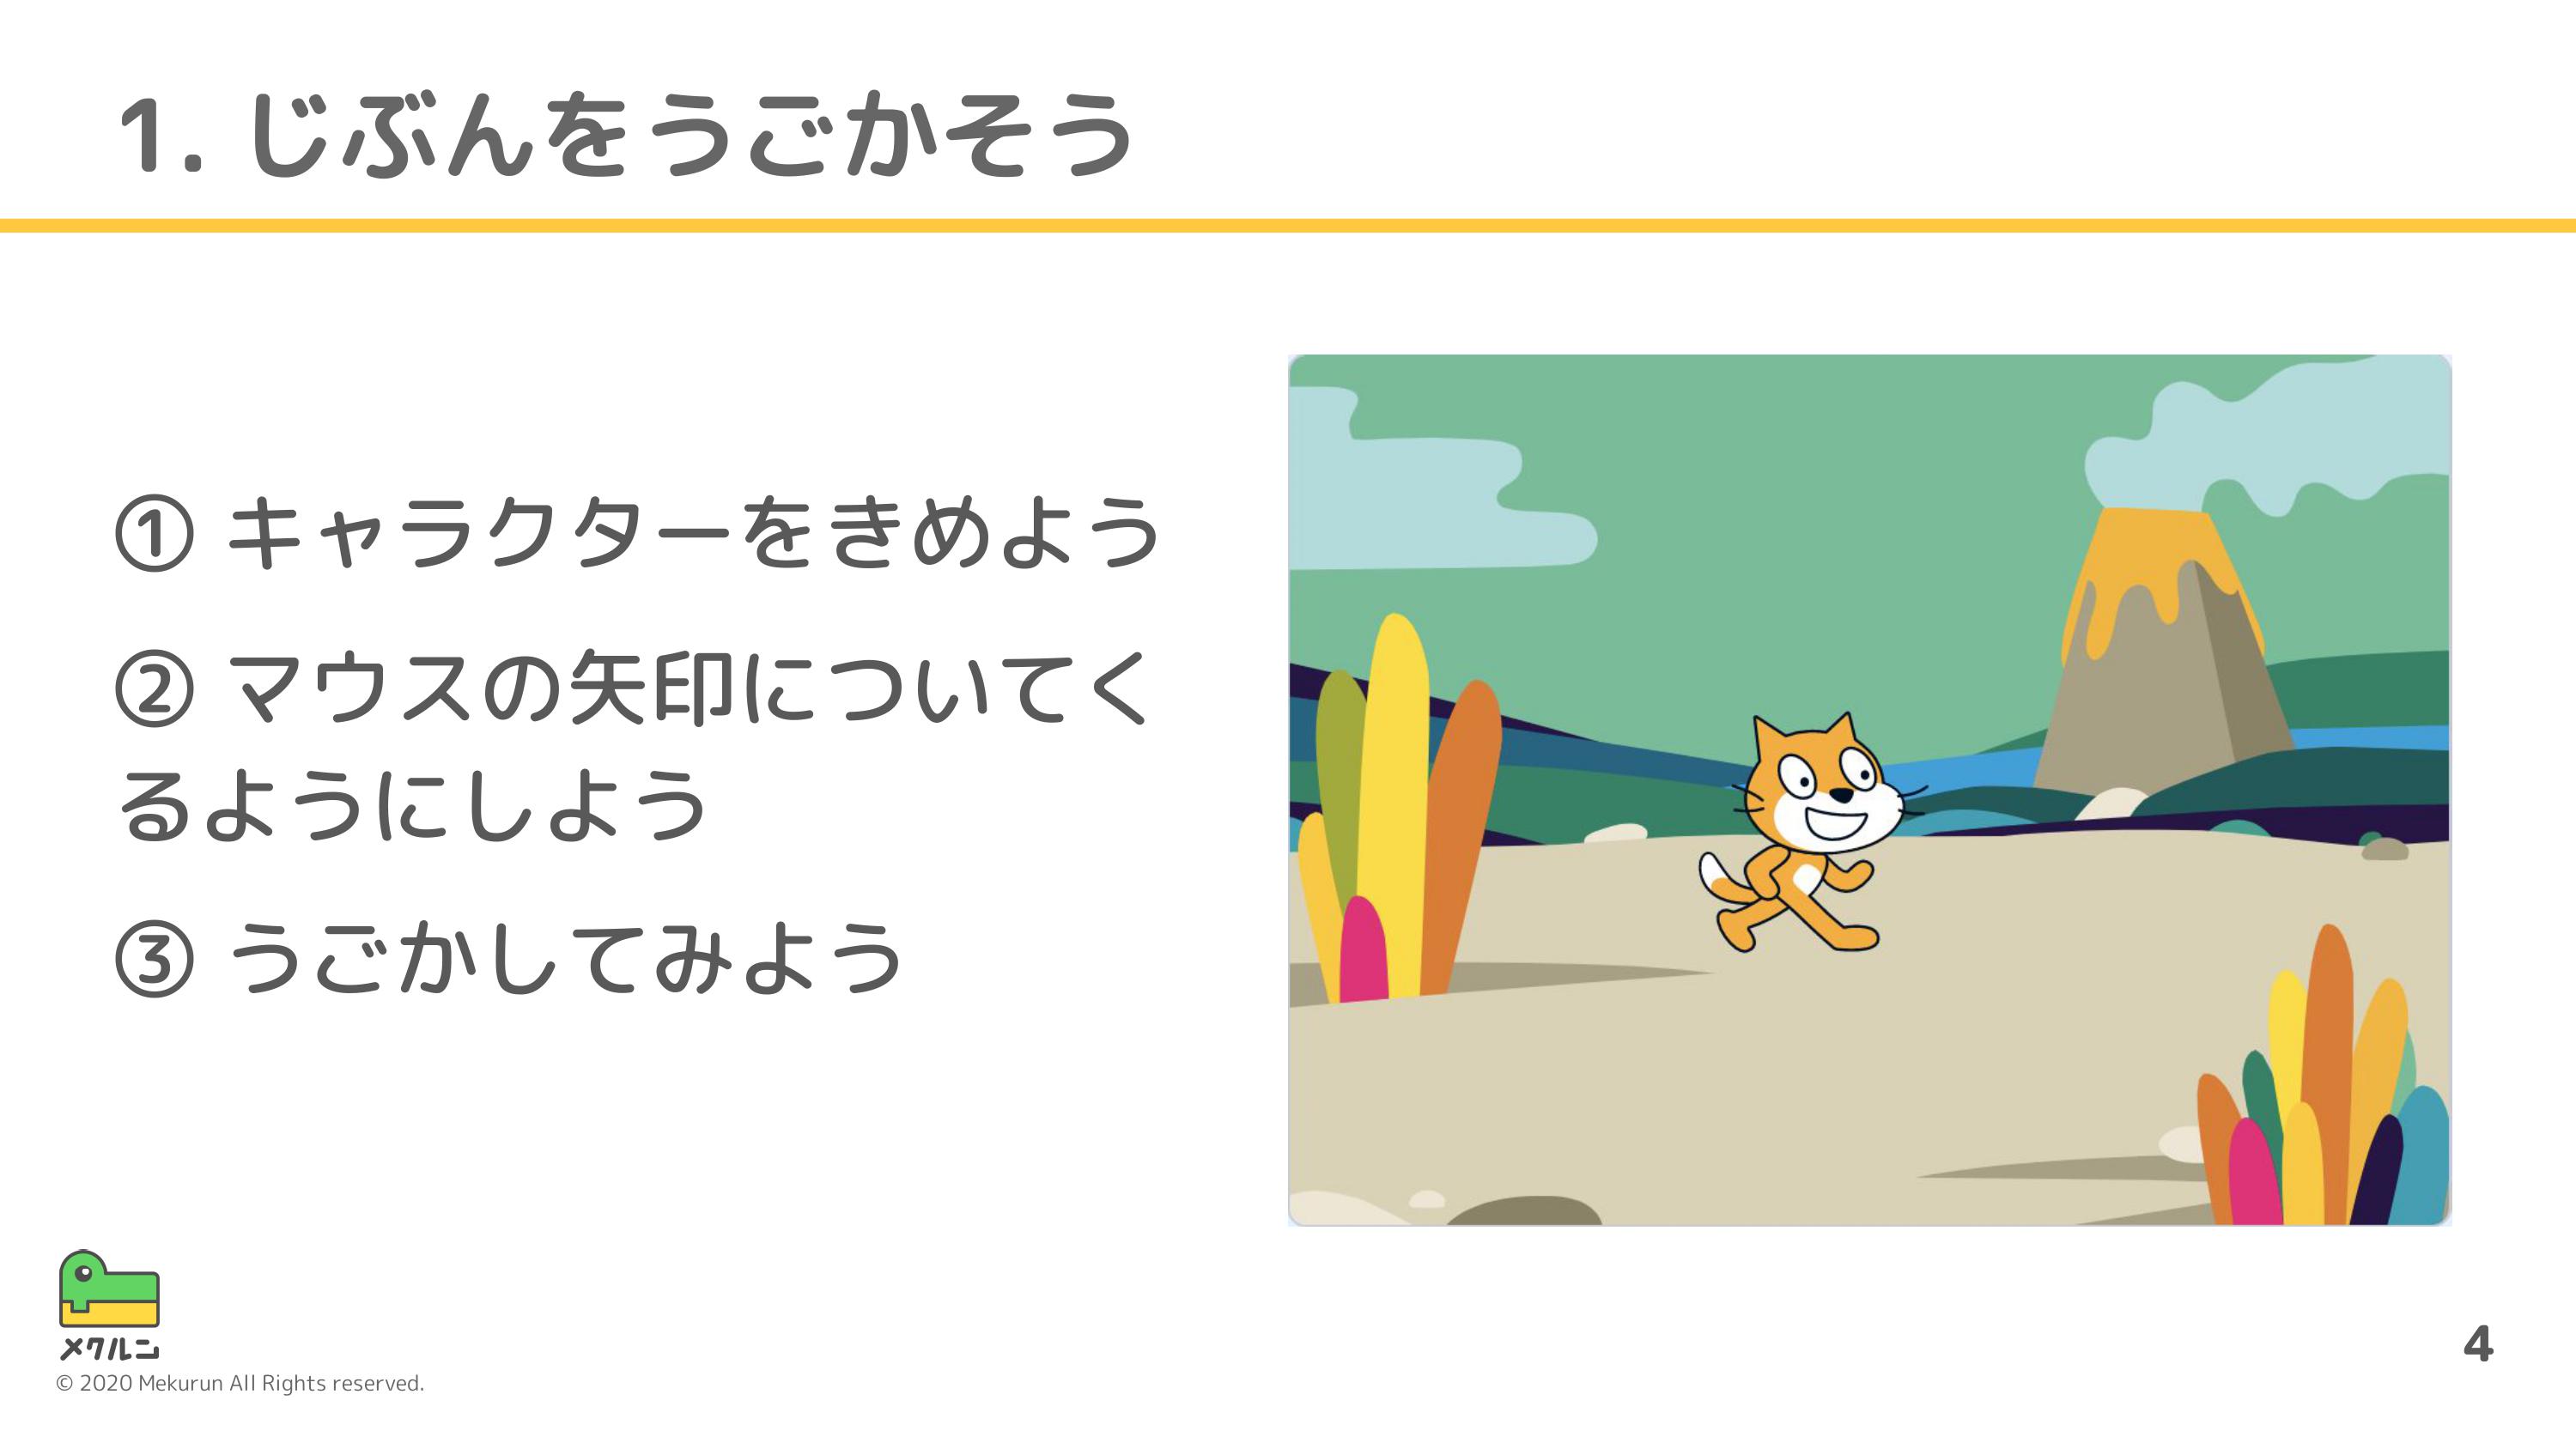 1. じぶんをうごかそう
① キャラクターをきめよう
② マウスの矢印についてく
るようにしよう
③ うごかしてみよう
メクルン
© 2020 Mekurun All Rights reserved.
4